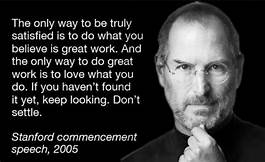 The only way to be truly
satisfied is to do what you
believe is great work. And
the only way to do great
work is to love what you
do. If you haven't found
it yet, keep looking. Don't
settle.
Stanford commencement
speech, 2005